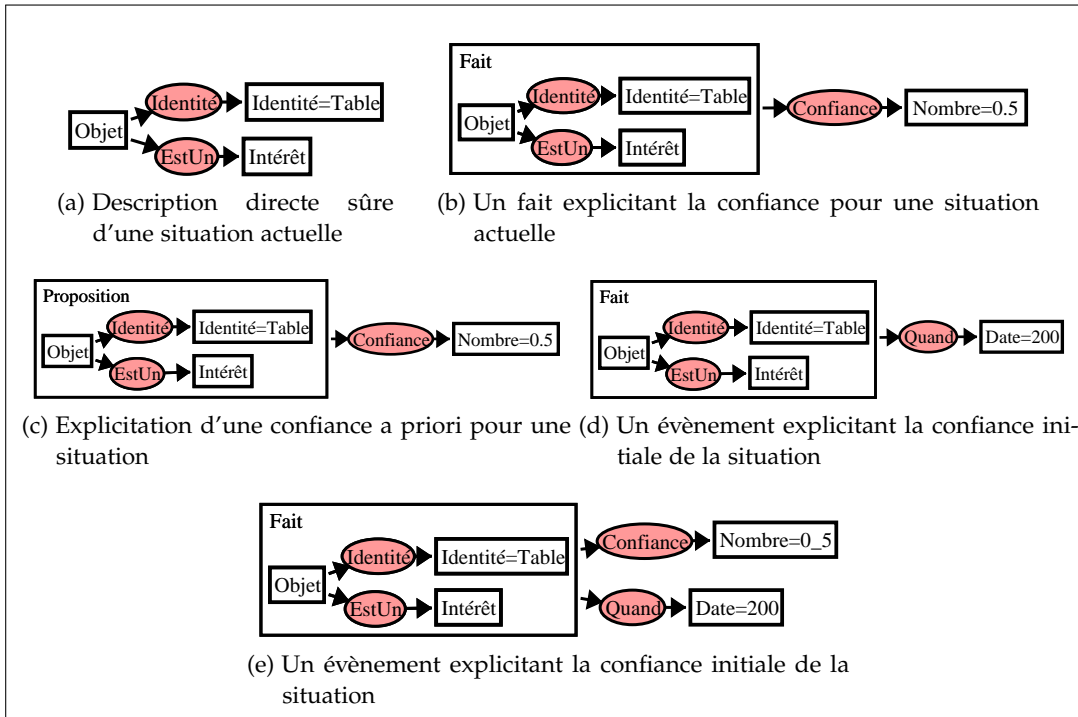 Objet
Identité
Identité=Table
EstUn
Intérêt
(a) Description directe sûre
d'une situation actuelle
Fait
Objet
Identité
Identité=Table
EstUn
Intérêt
Confiance
Nombre=0.5
(b) Un fait explicitant la confiance pour une situation
actuelle
Proposition
Objet
Identité
Identité=Table
EstUn
Intérêt
Confiance
Nombre=0.5
(c) Explicitation d'une confiance a priori pour une
situation
Fait
Objet
Identité
Identité=Table
EstUn
Intérêt
Quand
Date=200
(d) Un évènement explicitant la confiance ini-
tiale de la situation
Fait
Objet
Identité
Identité=Table
EstUn
Intérêt
Confiance
Nombre=0_5
Quand
Date=200
(e) Un évènement explicitant la confiance initiale de la
situation